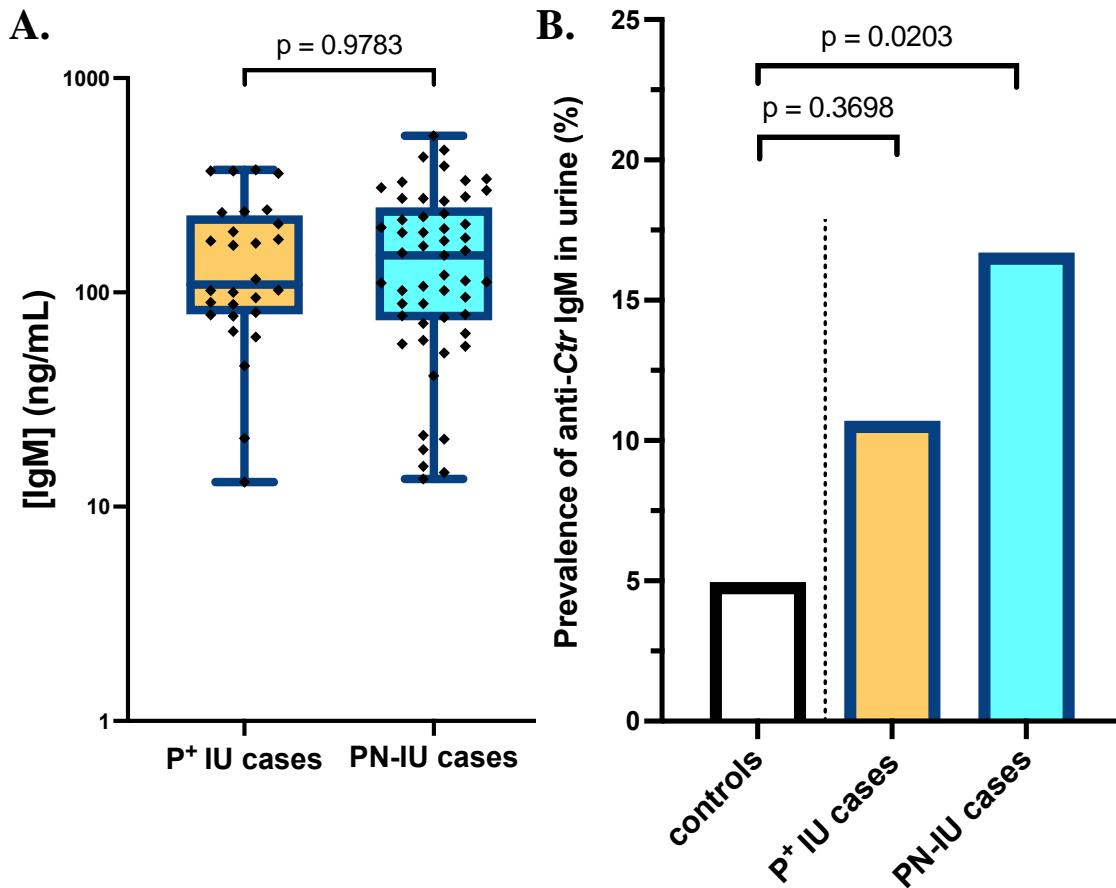 A.
p = 0.9783
1000
100
10
1
[IgM] (ng/mL)
P⁺ IU cases
PN-IU cases
B.
p = 0.0203
p = 0.3698
25
20
15
10
5
0
Prevalence of anti-Ctr IgM in urine (%)
controls
P⁺ IU cases
PN-IU cases